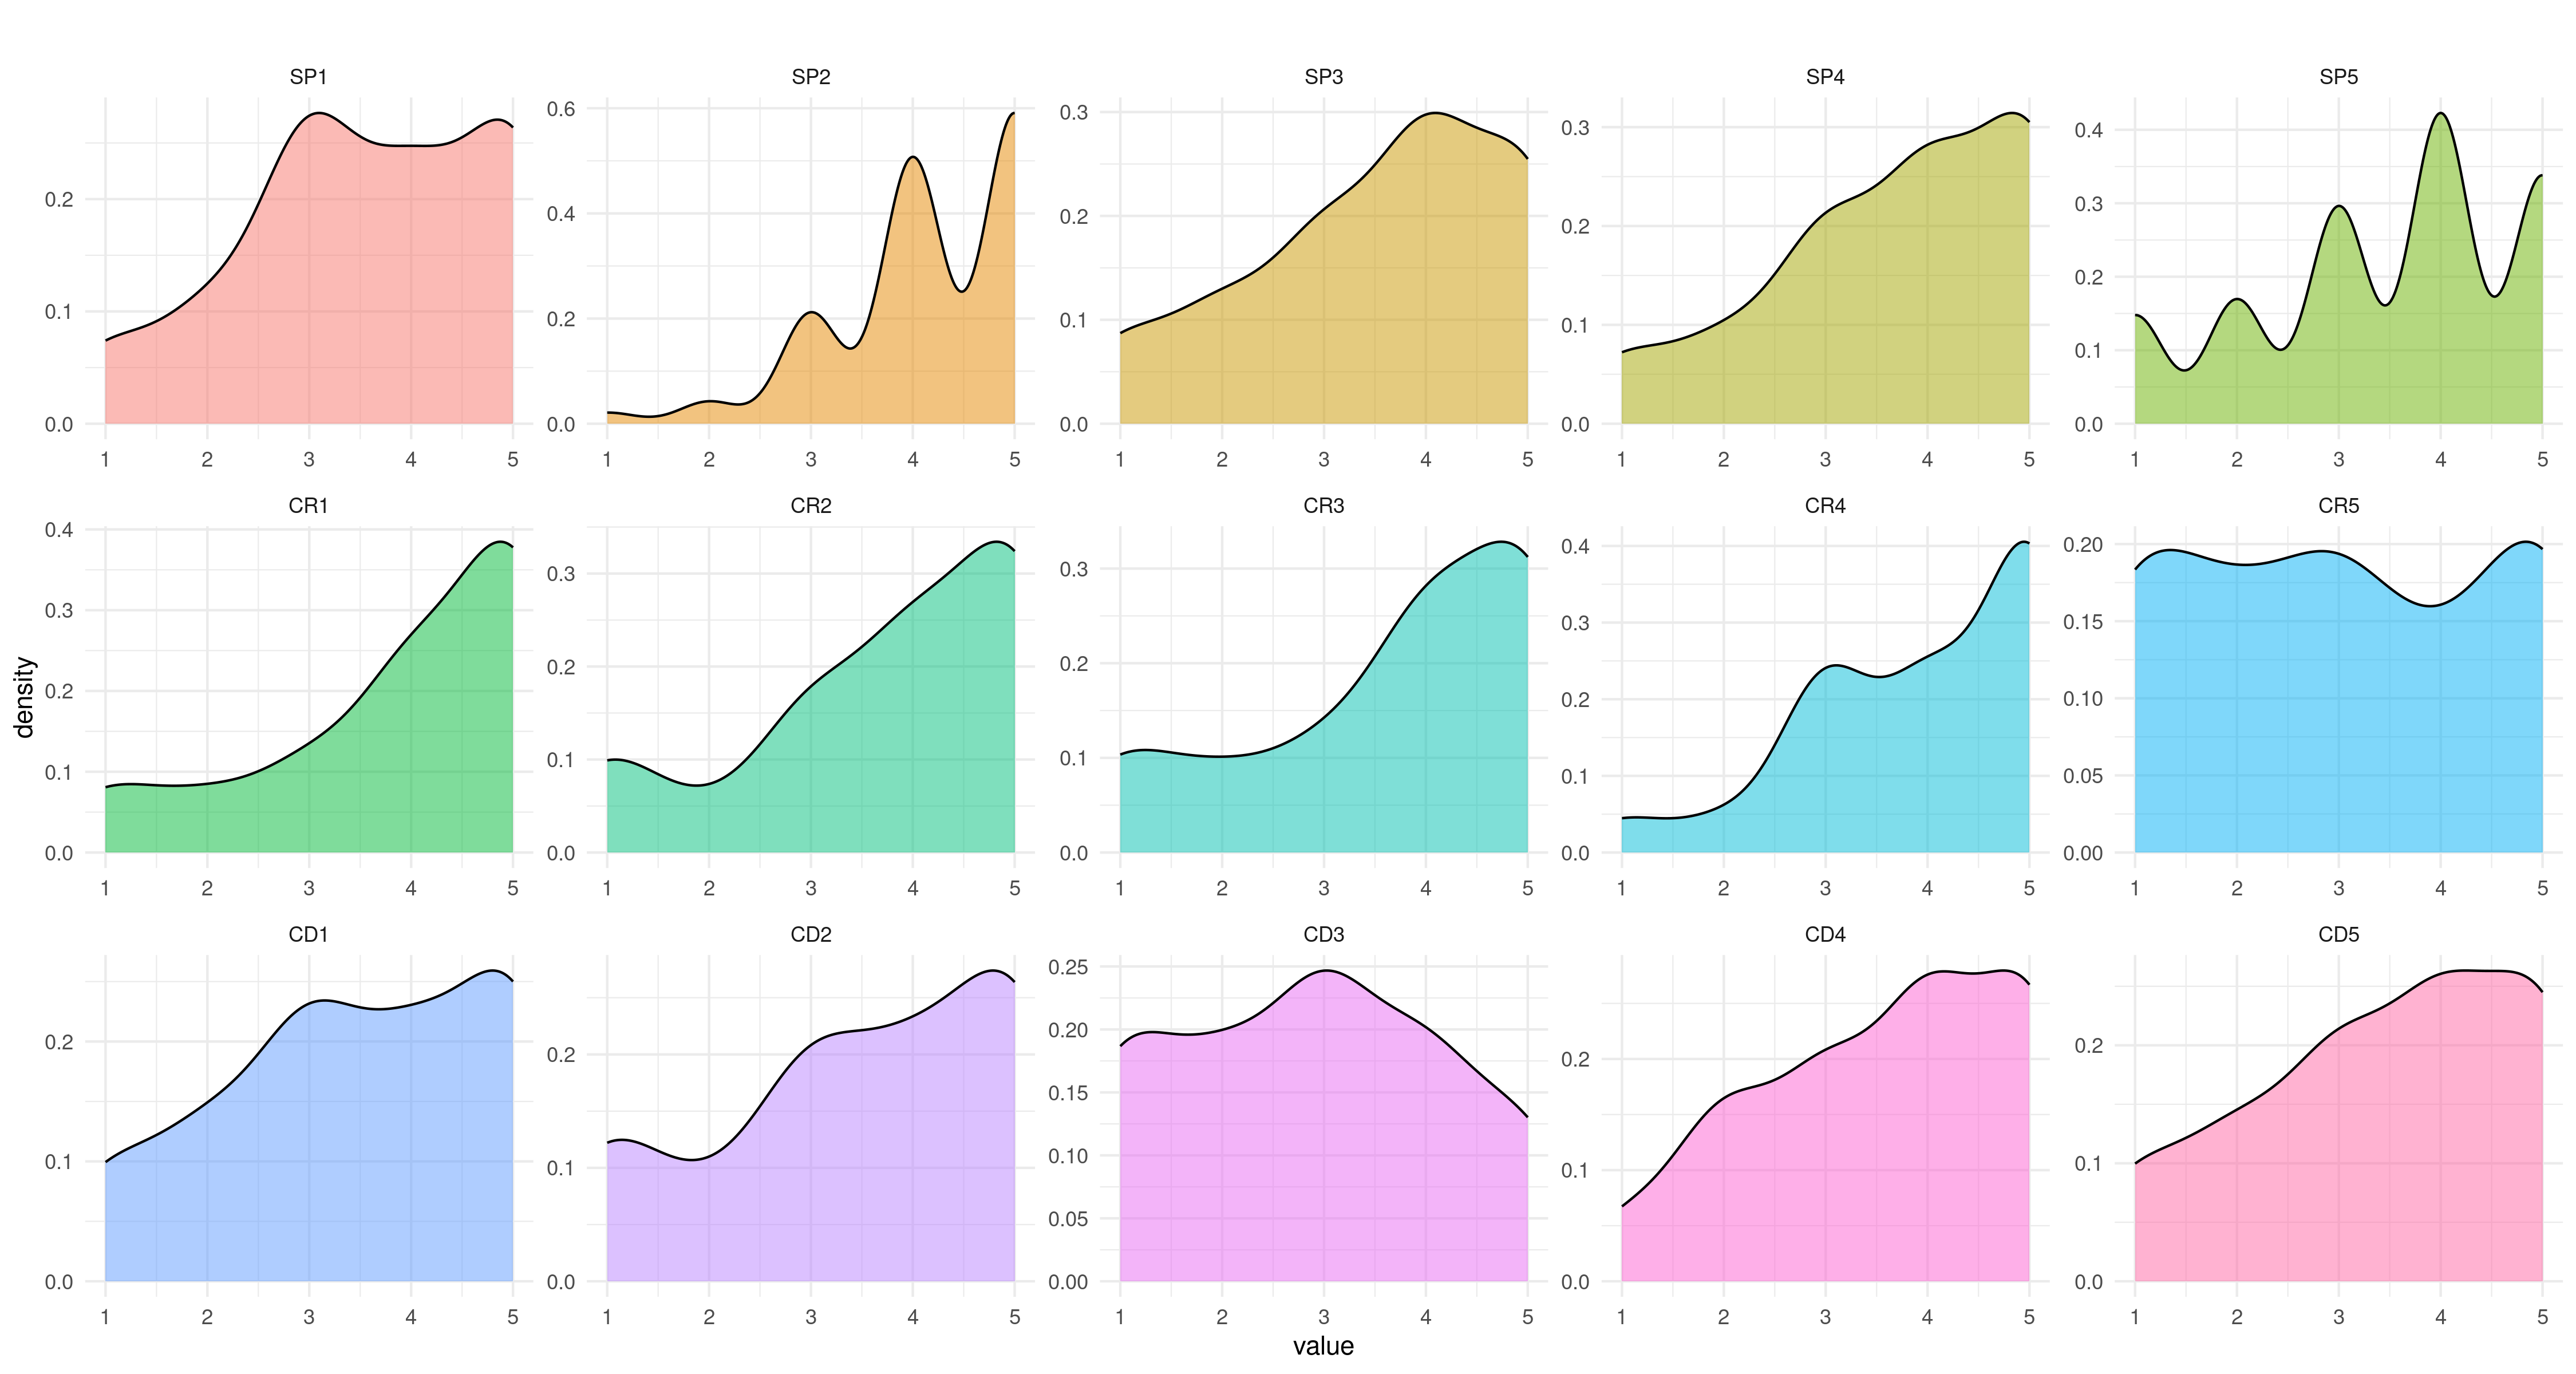 SP1 SP2 SP3 SP4 SP5
0.6
0.3 0.3 0.4
0.2 0.4 0.3
0.2 0.2 0.2
0.1 0.2 0.1 0.1 0.1
0.0 0.0 0.0 0.0 0.0
1 2 3 4 5 1 2 3 4 5 1 2 3 4 5 1 2 3 4 5 1 2 3 4 5
CR1 CR2 CR3 CR4 CR5
0.4 0.4 0.20
0.3 0.3 0.3 0.3 0.15
0.2 0.2 0.2 0.2 0.10
0.1 0.1 0.1 0.1 0.05
0.0 0.0 0.0 0.0 0.00
1 2 3 4 5 1 2 3 4 5 1 2 3 4 5 1 2 3 4 5 1 2 3 4 5
density
CD1 CD2 CD3 CD4 CD5
0.25
0.2 0.2 0.20 0.2 0.2
0.15
0.1 0.1 0.10 0.1 0.1
0.05
0.0 0.0 0.00 0.0 0.0
1 2 3 4 5 1 2 3 4 5 1 2 3 4 5 1 2 3 4 5 1 2 3 4 5
value